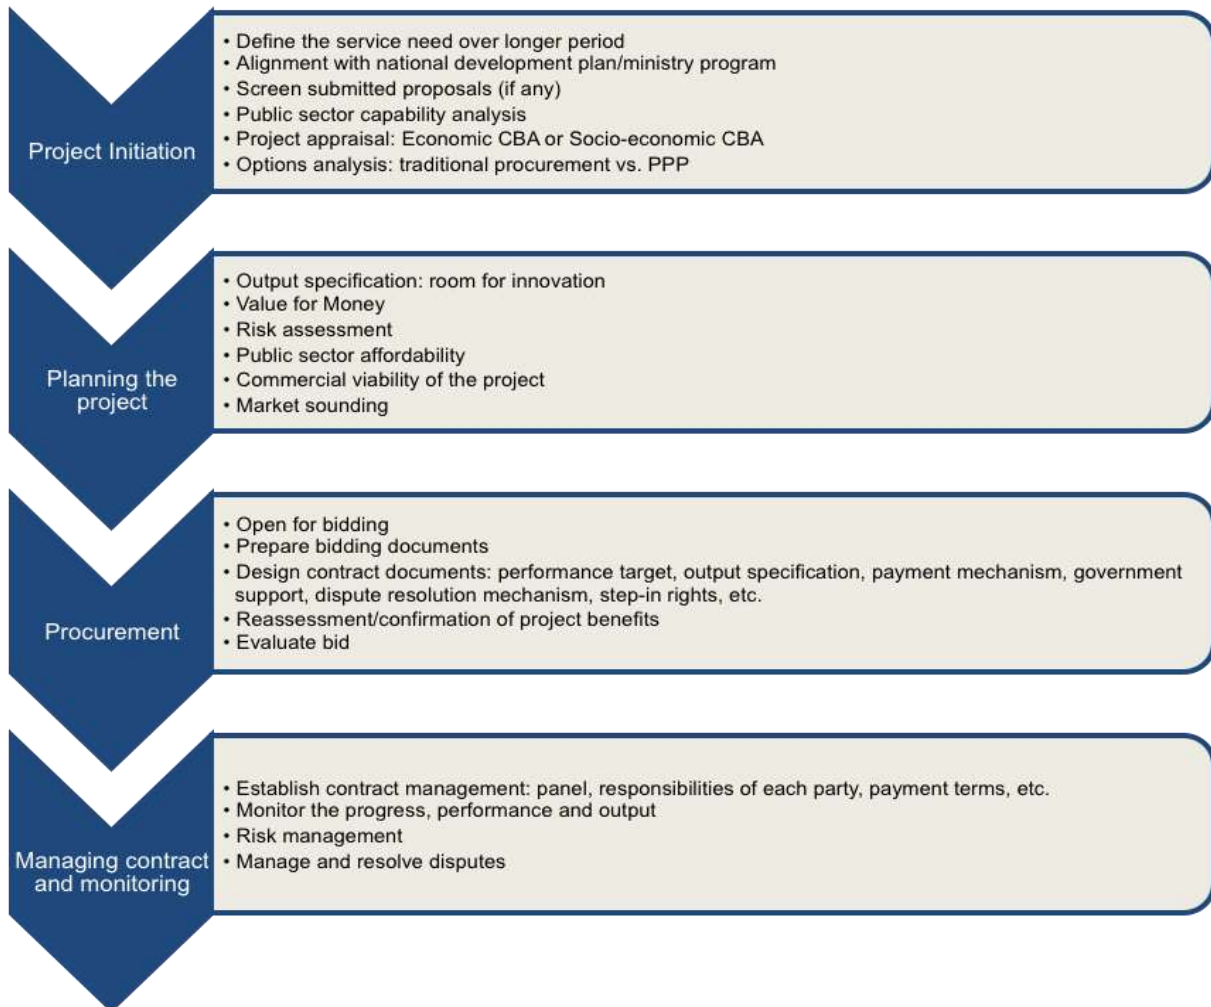 Project Initiation
• Define the service need over longer period
• Alignment with national development plan/ministry program
• Screen submitted proposals (if any)
• Public sector capability analysis
• Project appraisal: Economic CBA or Socio-economic CBA
• Options analysis: traditional procurement vs. PPP
Planning the
project
• Output specification: room for innovation
• Value for Money
• Risk assessment
• Public sector affordability
• Commercial viability of the project
• Market sounding
Procurement
• Open for bidding
• Prepare bidding documents
• Design contract documents: performance target, output specification, payment mechanism, government
support, dispute resolution mechanism, step-in rights, etc.
• Reassessment/confirmation of project benefits
• Evaluate bid
Managing contract
and monitoring
• Establish contract management: panel, responsibilities of each party, payment terms, etc.
• Monitor the progress, performance and output
• Risk management
• Manage and resolve disputes